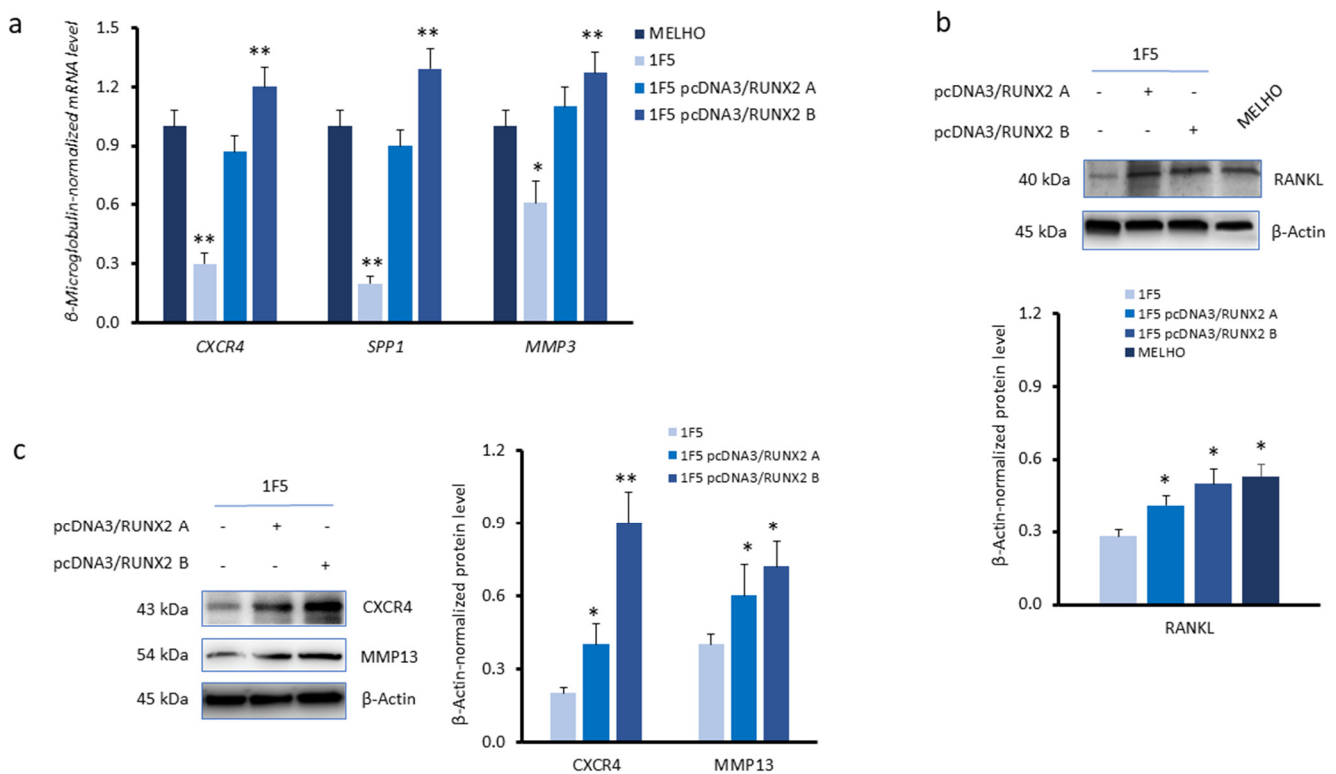 a
β-Microglobulin-normalized mRNA level
1.5
1.2
0.9
0.6
0.3
0.0
** ** **
** ** *
CXCR4 SPP1 MMP3
MELHO
1F5
1F5 pcDNA3/RUNX2 A
1F5 pcDNA3/RUNX2 B
b
1F5
pcDNA3/RUNX2 A - + -
pcDNA3/RUNX2 B - - + MELHO
40 kDa RANKL
45 kDa β-Actin
1F5
1F5 pcDNA3/RUNX2 A
1F5 pcDNA3/RUNX2 B
MELHO
β-Actin-normalized protein level
1.2
0.9
0.6
0.3
0.0
* * *
RANKL
c
1F5
pcDNA3/RUNX2 A - + -
pcDNA3/RUNX2 B - - +
43 kDa CXCR4
54 kDa MMP13
45 kDa β-Actin
β-Actin-normalized protein level
1.2
0.9
0.6
0.3
0.0
1F5
1F5 pcDNA3/RUNX2 A
1F5 pcDNA3/RUNX2 B
* ** * *
CXCR4 MMP13